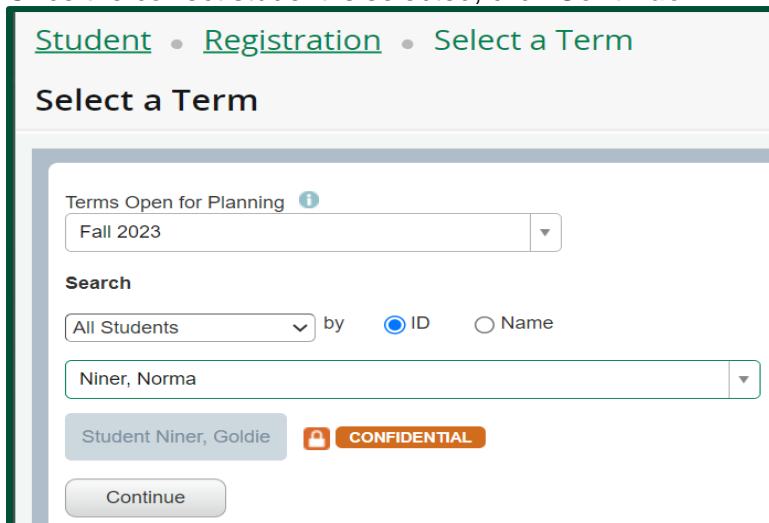 Student • Registration • Select a Term
Select a Term
Terms Open for Planning
Fall 2023
Search
All Students by ID Name
Niner, Norma
Student Niner, Goldie CONFIDENTIAL
Continue